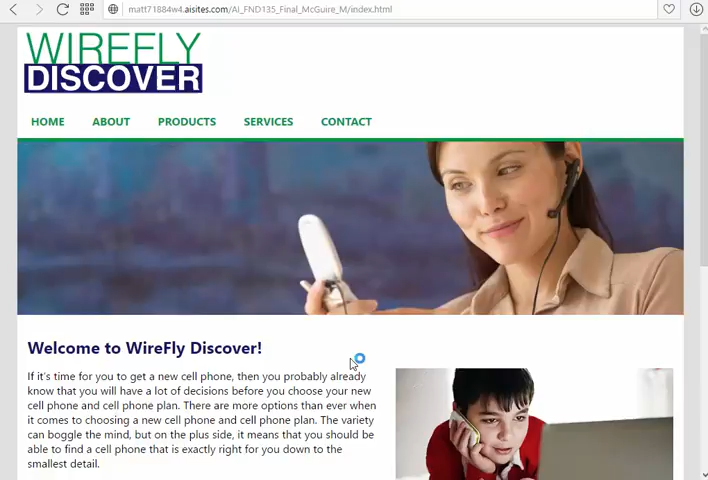 matt71884w4.aisites.com/AI_FND135_Final_McGuire_M/index.html
WIREFLY
DISCOVER
HOME ABOUT PRODUCTS SERVICES CONTACT
Welcome to WireFly Discover!
If it's time for you to get a new cell phone, then you probably already
know that you will have a lot of decisions before you choose your new
cell phone and cell phone plan. There are more options than ever when
it comes to choosing a new cell phone and cell phone plan. The variety
can boggle the mind, but on the plus side, it means that you should be
able to find a cell phone that is exactly right for you down to the
smallest detail.